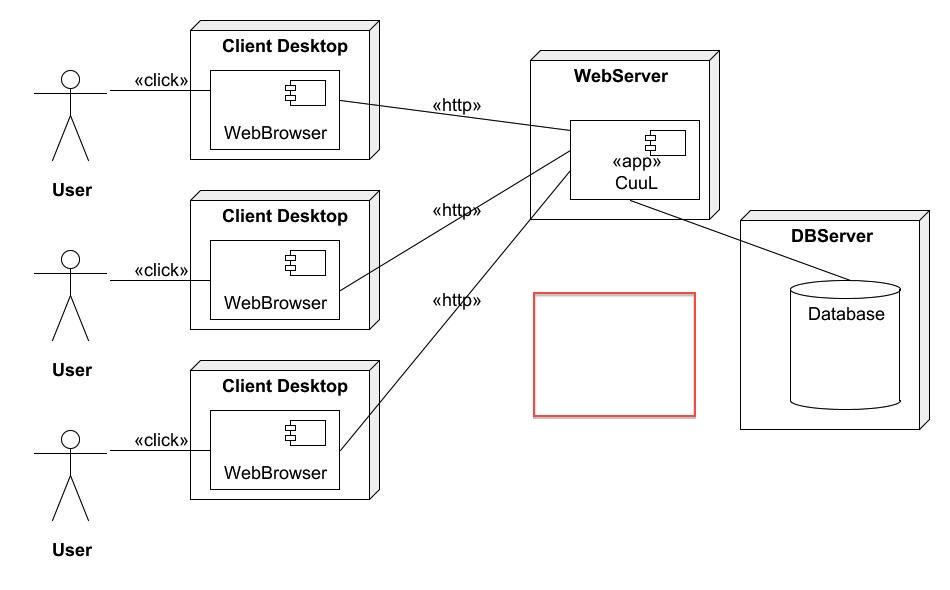 Client Desktop
«click»
WebBrowser
User
«http»
WebServer
«app»
CuuL
Client Desktop
«click»
WebBrowser
User
«http»
DBServer
Database
Client Desktop
«click»
WebBrowser
User
«http»